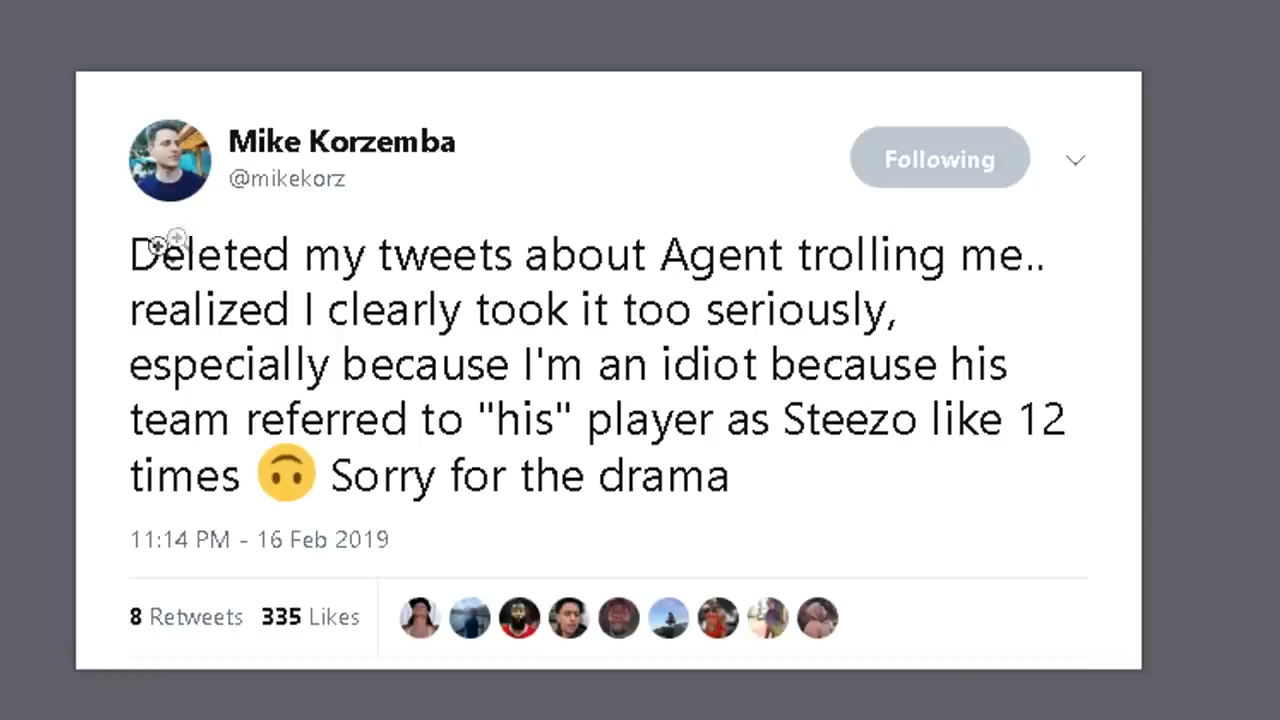 Mike Korzemba
@mikekorz
Following
Deleted my tweets about Agent trolling me..
realized I clearly took it too seriously,
especially because I'm an idiot because his
team referred to "his" player as Steezo like 12
times 🙃 Sorry for the drama
11:14 PM - 16 Feb 2019
8 Retweets 335 Likes